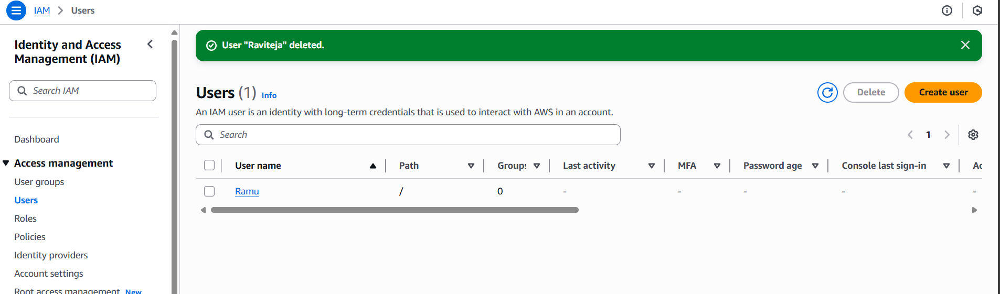 IAM > Users
Identity and Access
Management (IAM)
Search IAM
Dashboard
Access management
User groups
Users
Roles
Policies
Identity providers
Account settings
Root access management New
User "Raviteja" deleted.
Users (1) Info
Delete
Create user
An IAM user is an identity with long-term credentials that is used to interact with AWS in an account.
Search
1
User name Path Groups Last activity MFA Password age Console last sign-in Ac
Ramu / 0 - - - - -